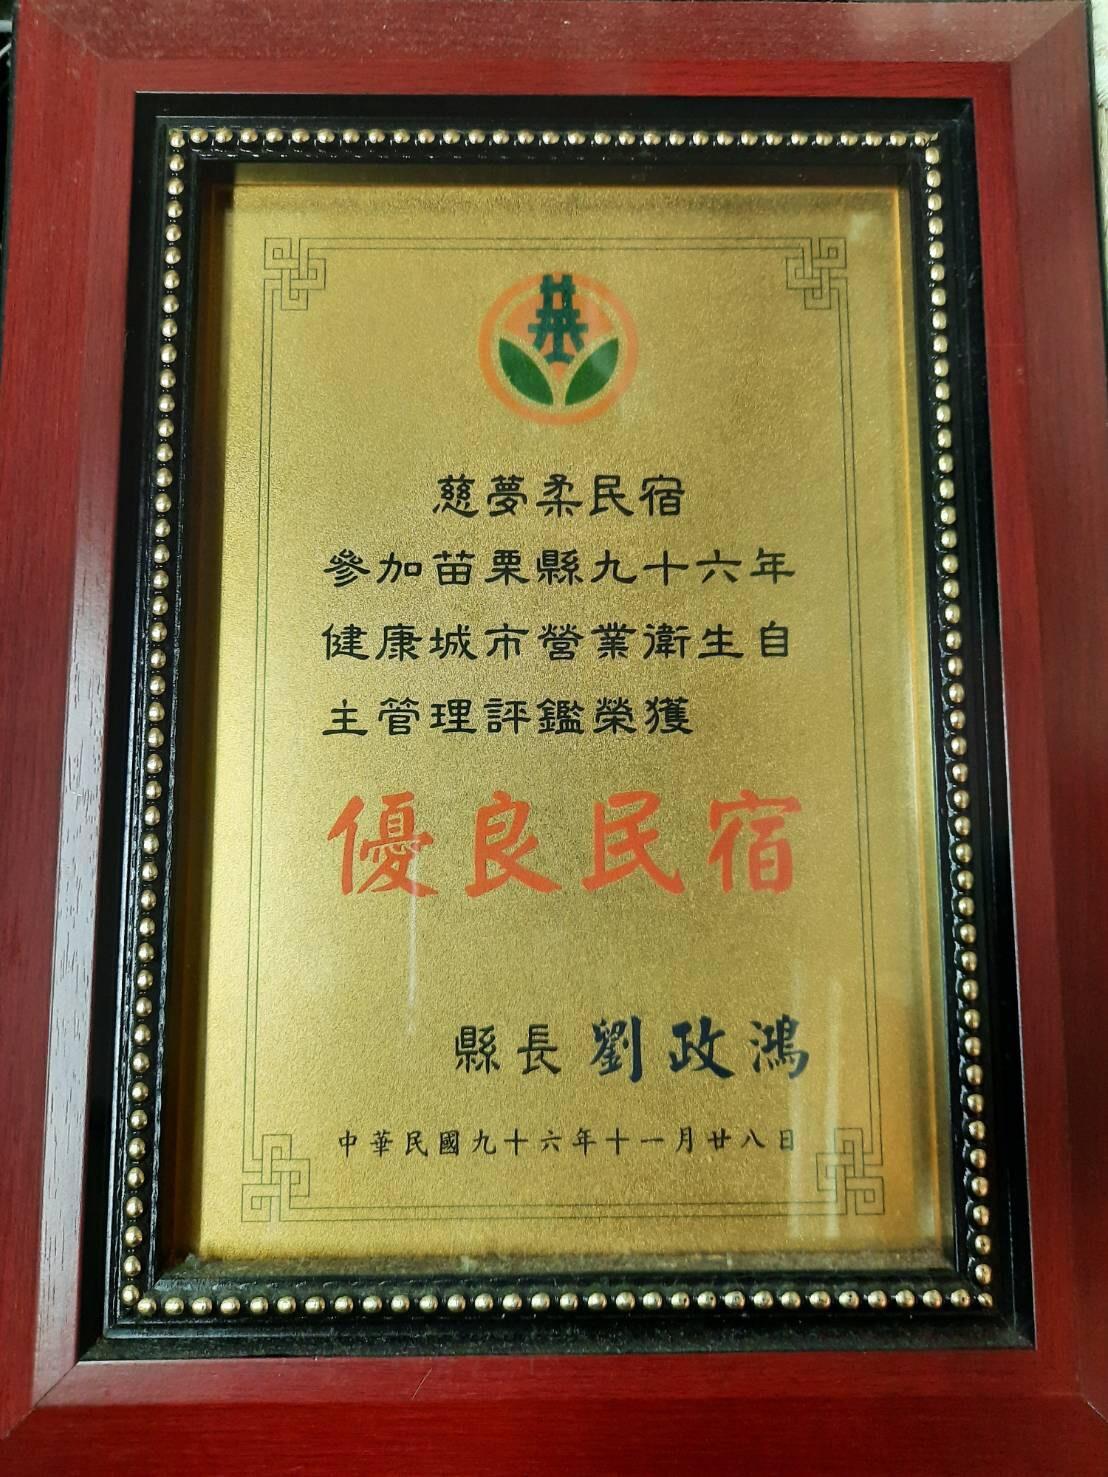 慈夢柔民宿
參加苗栗縣九十六年
健康城市營業衛生自
主管理評鑑榮獲
優良民宿
縣長 劉政鴻
中華民國九十六年十一月廿八日